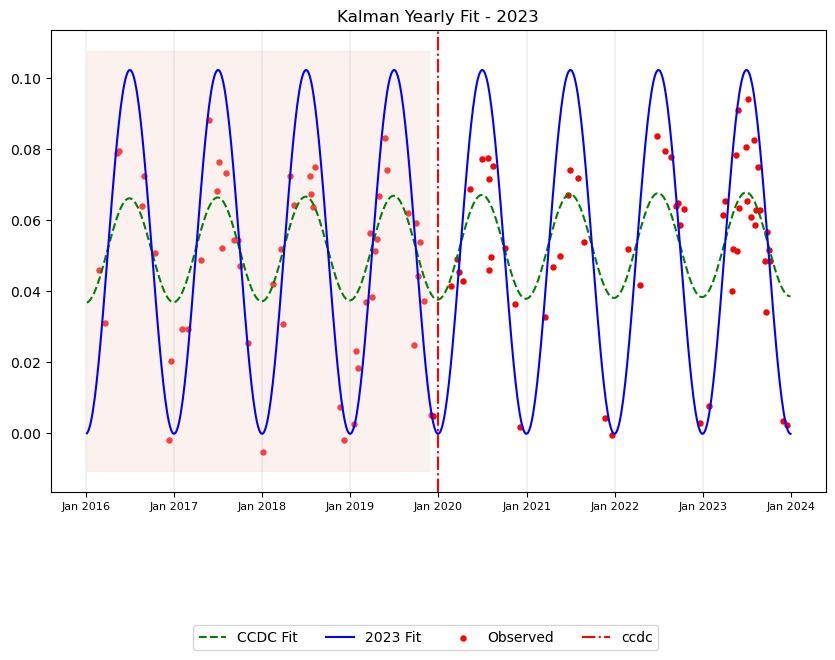 Kalman Yearly Fit - 2023
0.10
0.08
0.06
0.04
0.02
0.00
Jan 2016 Jan 2017 Jan 2018 Jan 2019 Jan 2020 Jan 2021 Jan 2022 Jan 2023 Jan 2024
CCDC Fit 2023 Fit Observed ccdc